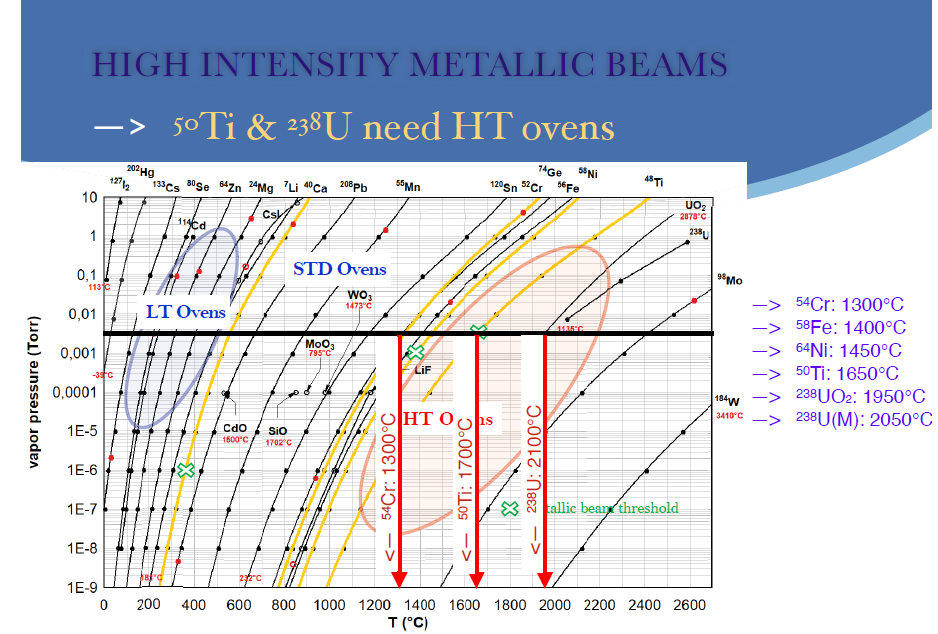 HIGH INTENSITY METALLIC BEAMS
—> ⁵⁰Ti & ²³⁸U need HT ovens
²⁰²Hg
¹²⁷I₂
¹³³Cs
⁸⁰Se
⁶⁴Zn
²⁴Mg
⁷Li
⁴⁰Ca
²⁰⁸Pb
⁵⁵Mn
¹²⁰Sn
⁵²Cr
⁷⁴Ge
⁵⁶Fe
⁵⁸Ni
⁴⁸Ti
UO₂
2878°C
²³⁸U
⁹⁸Mo
¹⁸⁴W
3410°C
¹¹⁴Cd
CsI
113°C
-39°C
LT Ovens
STD Ovens
WO₃
1473°C
MoO₃
795°C
LiF
1135°C
CdO
1500°C
SiO
1702°C
HT O ns
<— ⁵⁴Cr: 1300°C
<— ⁵⁰Ti: 1700°C
<— ²³⁸U: 2100°C
tallic beam threshold
181°C
232°C
vapor pressure (Torr)
10
1
0,1
0,01
0,001
0,0001
1E-5
1E-6
1E-7
1E-8
1E-9
0 200 400 600 800 1000 1200 1400 1600 1800 2000 2200 2400 2600
T (°C)
—> ⁵⁴Cr: 1300°C
—> ⁵⁸Fe: 1400°C
—> ⁶⁴Ni: 1450°C
—> ⁵⁰Ti: 1650°C
—> ²³⁸UO₂: 1950°C
—> ²³⁸U(M): 2050°C